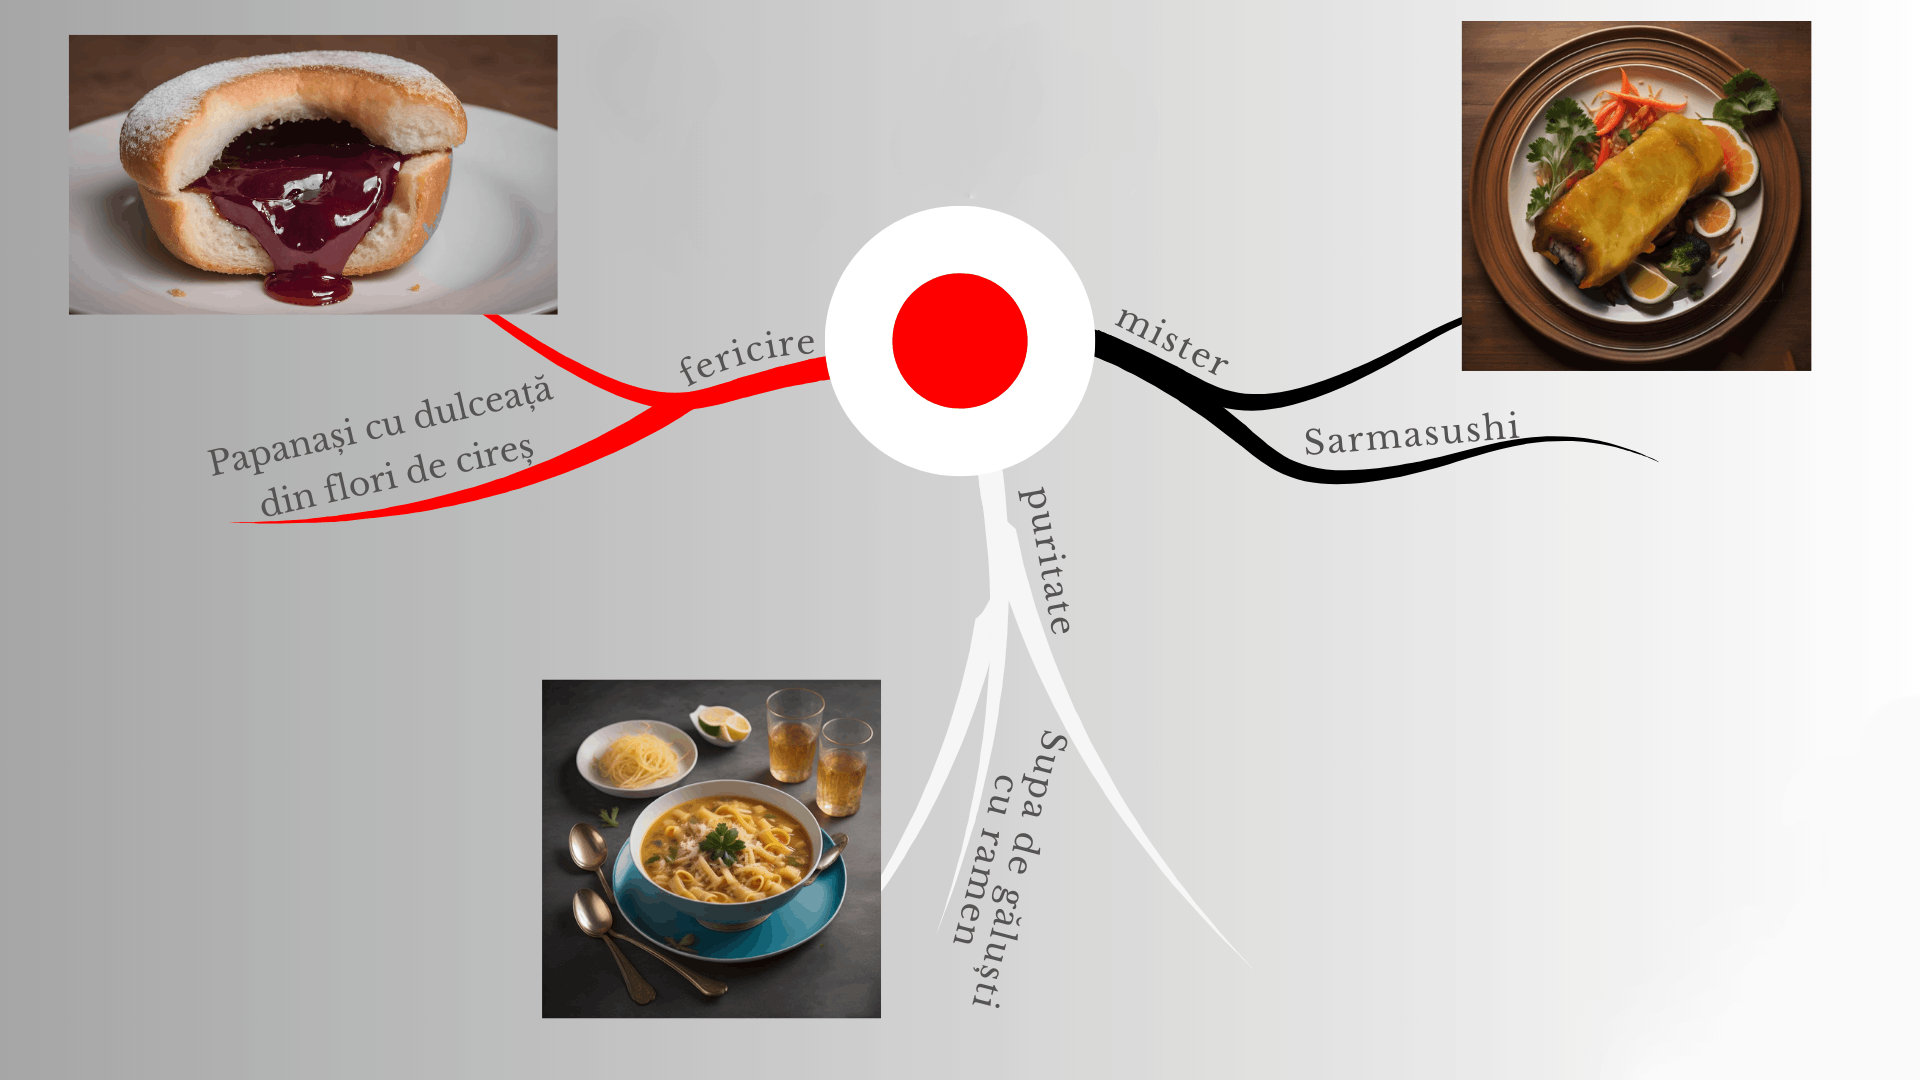 fericire
Papanași cu dulceață
din flori de cireș
mister
Sarmasushi
puritate
Supa de găluști
cu ramen